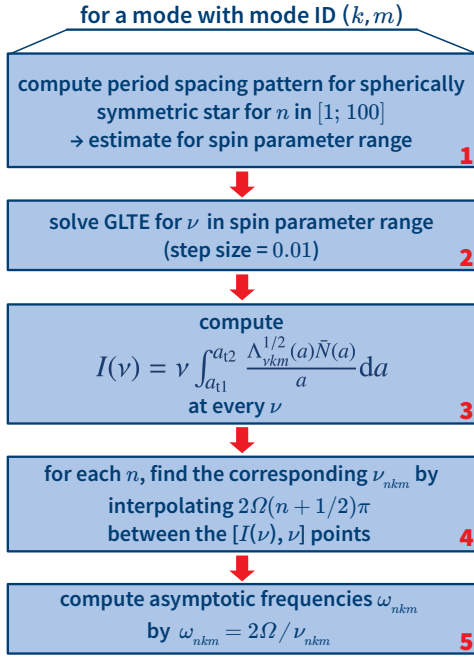 for a mode with mode ID (k, m)
compute period spacing pattern for spherically
symmetric star for n in [1; 100]
→ estimate for spin parameter range
1
solve GLTE for ν in spin parameter range
(step size = 0.01)
2
compute
I(ν) = ν ∫_{a_{t1}}^{a_{t2}} \frac{Λ_{νkm}^{1/2}(a) N̄(a)}{a} da
at every ν
3
for each n, find the corresponding ν_{nkm} by
interpolating 2Ω(n + 1/2)π
between the [I(ν), ν] points
4
compute asymptotic frequencies ω_{nkm}
by ω_{nkm} = 2Ω/ν_{nkm}
5